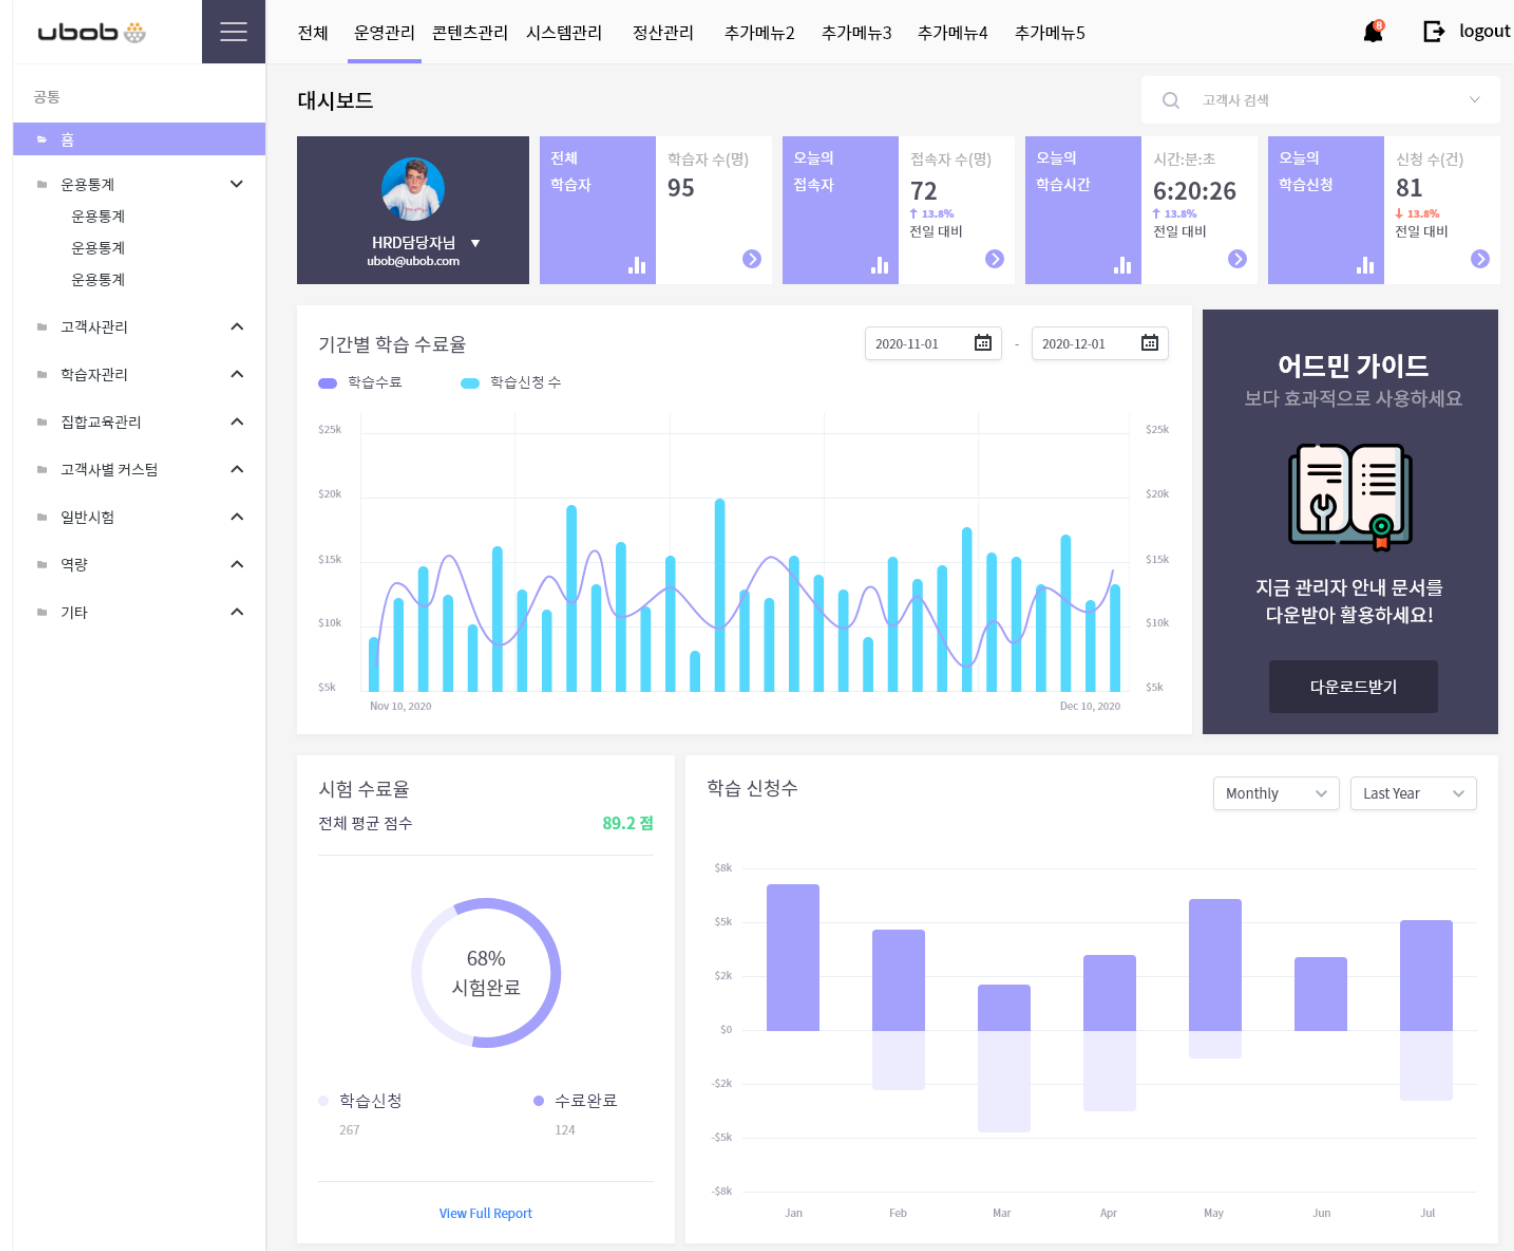 ubob
전체 운영관리 콘텐츠관리 시스템관리 정산관리 추가메뉴2 추가메뉴3 추가메뉴4 추가메뉴5
8
logout
공통
홈
운용통계
운용통계
운용통계
운용통계
고객사관리
학습자관리
집합교육관리
고객사별 커스텀
일반시험
역량
기타
대시보드
고객사 검색
HRD담당자님
ubob@ubob.com
전체
학습자
학습자 수(명)
95
오늘의
접속자
접속자 수(명)
72
↑ 13.8%
전일 대비
오늘의
학습시간
시간:분:초
6:20:26
↑ 13.8%
전일 대비
오늘의
학습신청
신청 수(건)
81
↓ 13.8%
전일 대비
기간별 학습 수료율
2020-11-01 - 2020-12-01
학습수료 학습신청 수
$25k $25k
$20k $20k
$15k $15k
$10k $10k
$5k $5k
Nov 10, 2020 Dec 10, 2020
어드민 가이드
보다 효과적으로 사용하세요
지금 관리자 안내 문서를
다운받아 활용하세요!
다운로드받기
시험 수료율
전체 평균 점수 89.2 점
68%
시험완료
학습신청 수료완료
267 124
View Full Report
학습 신청수
Monthly Last Year
$8k
$5k
$2k
$0
-$2k
-$5k
-$8k
Jan Feb Mar Apr May Jun Jul